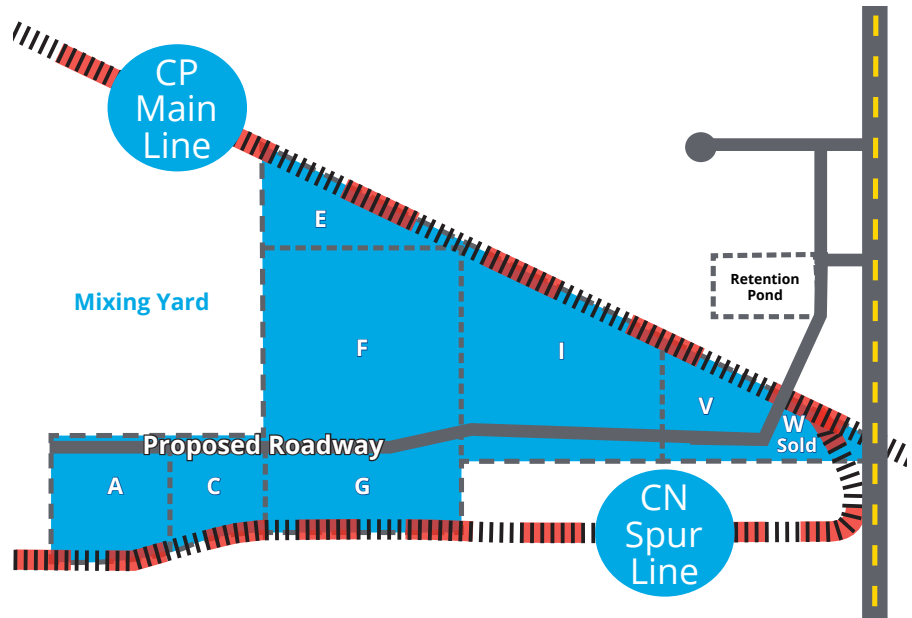 CP
Main
Line
E
Retention
Pond
Mixing Yard
F
I
V
W
Sold
Proposed Roadway
A
C
G
CN
Spur
Line